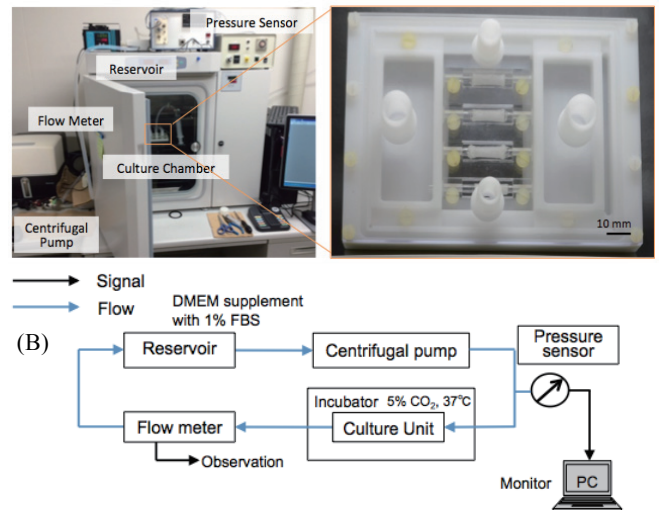 Pressure Sensor
Reservoir
Flow Meter
Culture Chamber
Centrifugal
Pump
10 mm
Signal
Flow
DMEM supplement
with 1% FBS
(B)
Reservoir
Centrifugal pump
Pressure
sensor
Incubator 5% CO₂, 37℃
Flow meter
Culture Unit
Observation
Monitor
PC